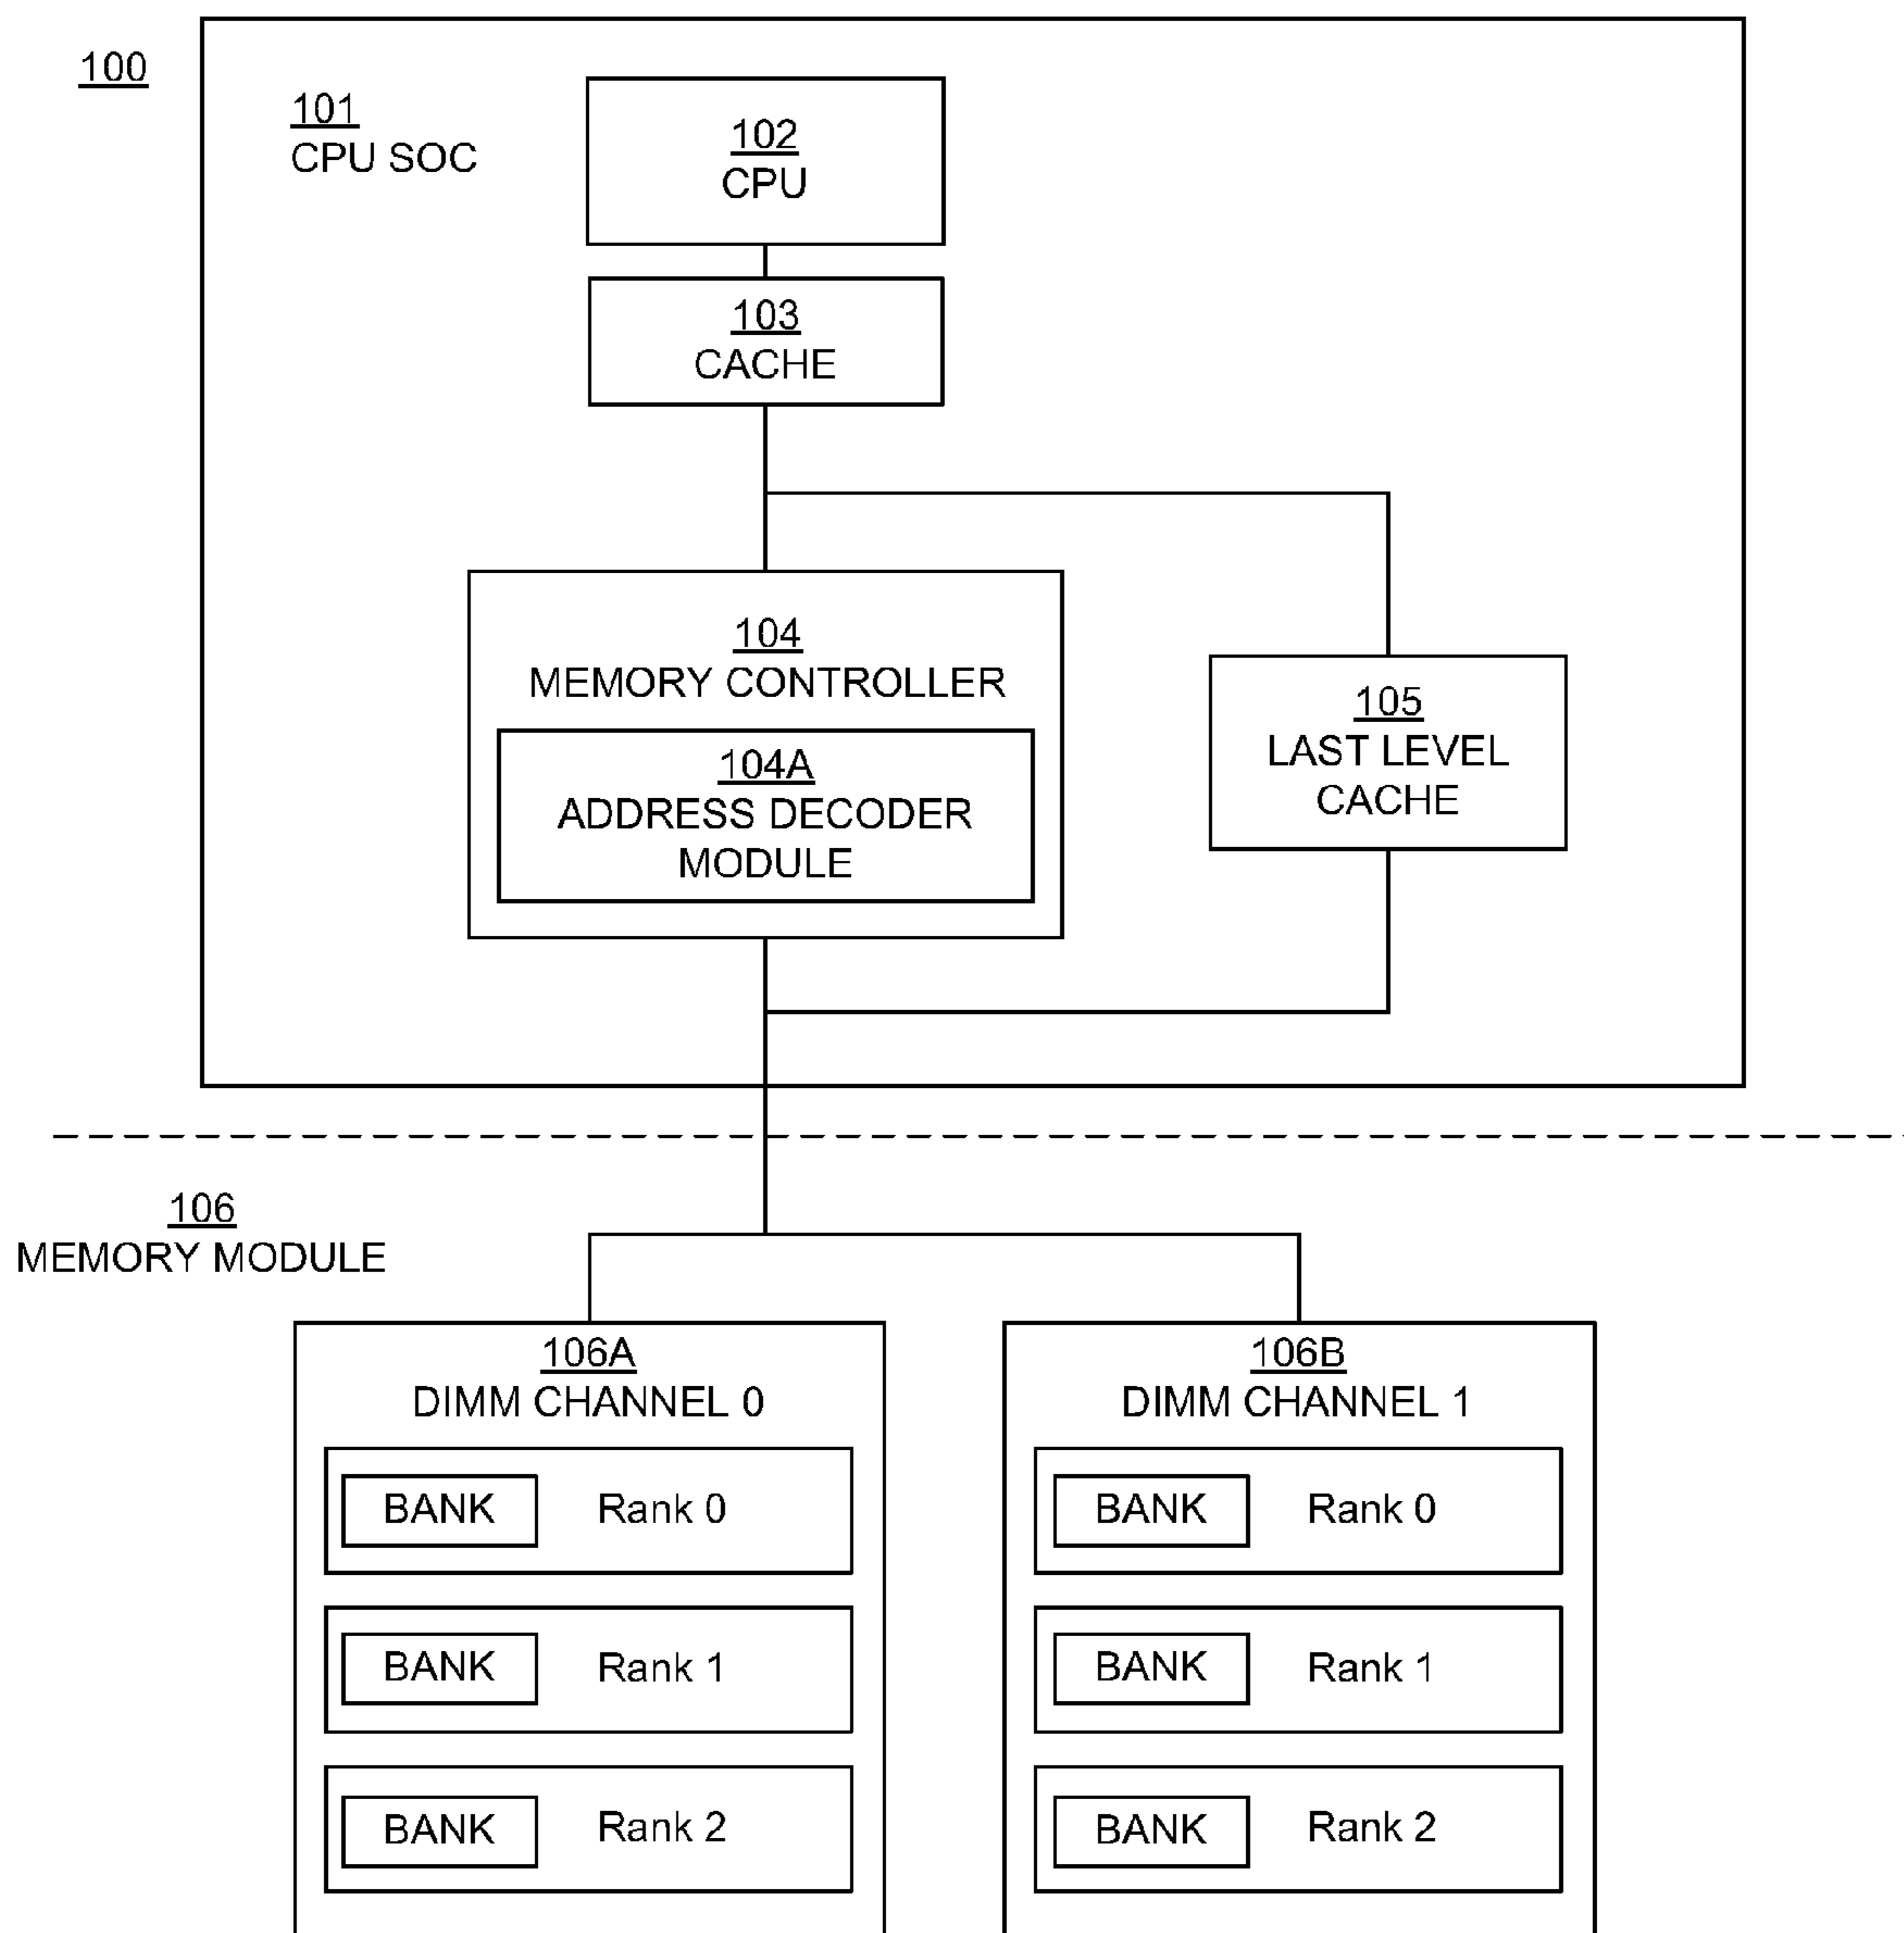 100
101
CPU SOC
102
CPU
103
CACHE
104
MEMORY CONTROLLER
104A
ADDRESS DECODER
MODULE
105
LAST LEVEL
CACHE
106
MEMORY MODULE
106A
DIMM CHANNEL 0
BANK Rank 0
BANK Rank 1
BANK Rank 2
106B
DIMM CHANNEL 1
BANK Rank 0
BANK Rank 1
BANK Rank 2